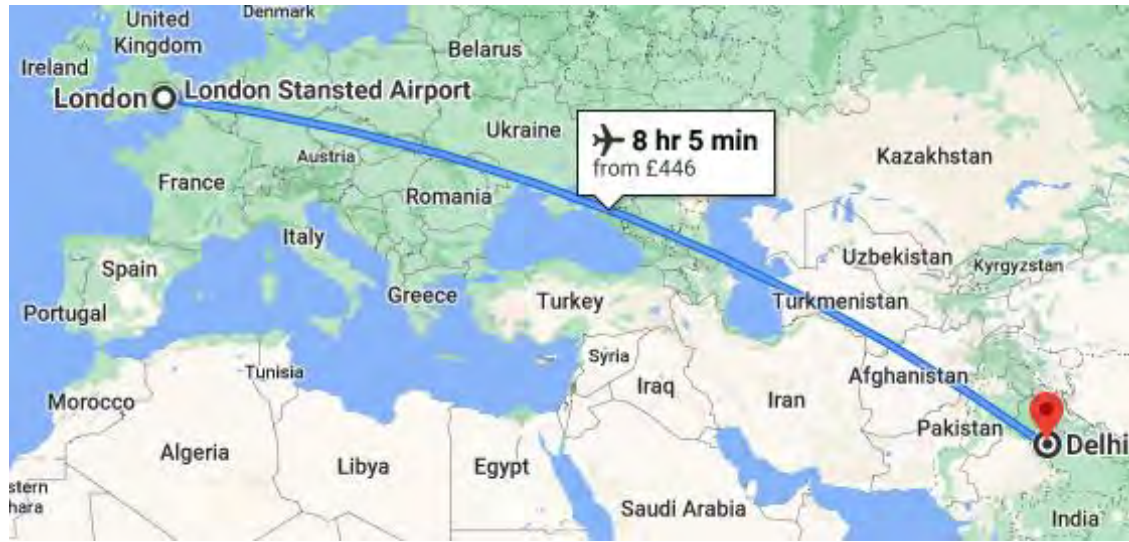 Denmark
United
Kingdom
Ireland
Belarus
London
London Stansted Airport
8 hr 5 min
from £446
Ukraine
Kazakhstan
Austria
France
Romania
Italy
Uzbekistan
Kyrgyzstan
Spain
Greece
Turkey
Turkmenistan
Portugal
Syria
Tunisia
Afghanistan
Iraq
Iran
Morocco
Pakistan
Delhi
Algeria
Libya
Egypt
stern
hara
Saudi Arabia
India